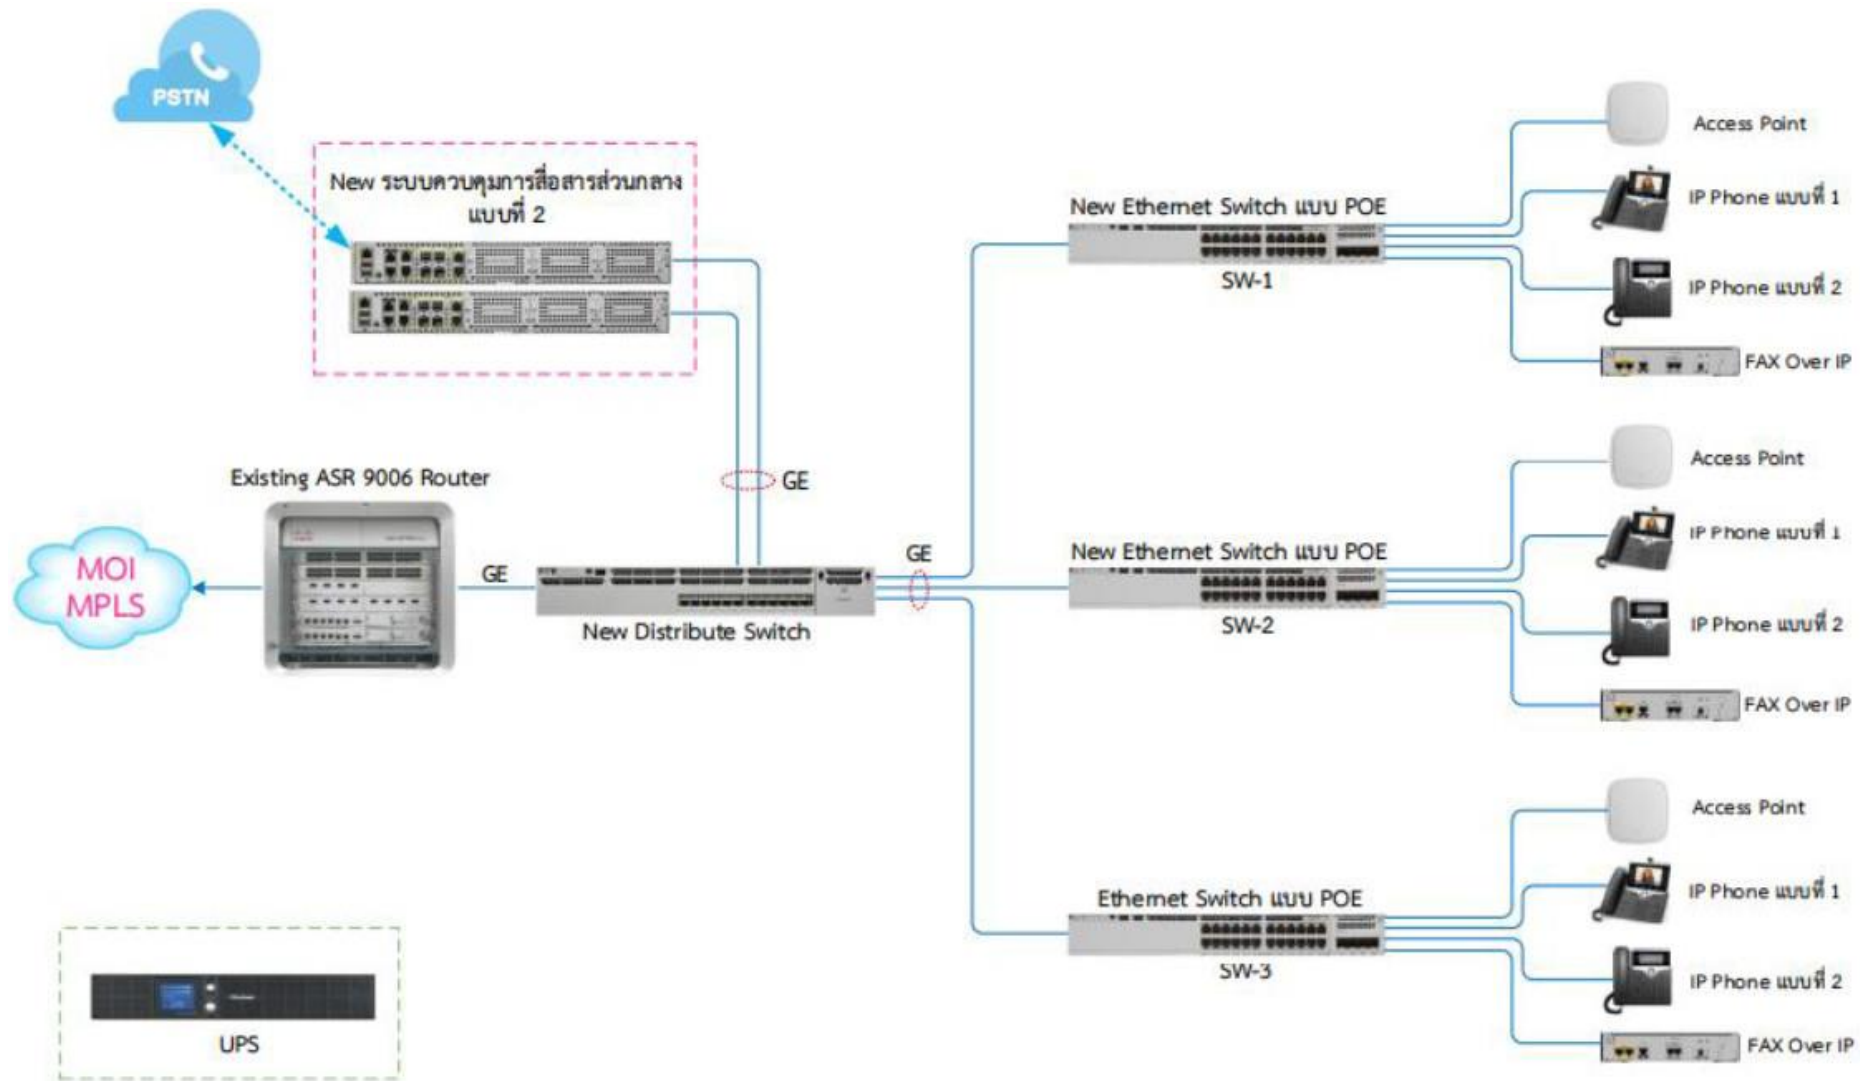 PSTN
New ระบบควบคุมการสื่อสารส่วนกลาง
แบบที่ 2
GE
Existing ASR 9006 Router
MOI
MPLS
GE
New Distribute Switch
GE
New Ethernet Switch แบบ POE
SW-1
Access Point
IP Phone แบบที่ 1
IP Phone แบบที่ 2
FAX Over IP
New Ethernet Switch แบบ POE
SW-2
Access Point
IP Phone แบบที่ 1
IP Phone แบบที่ 2
FAX Over IP
Ethernet Switch แบบ POE
SW-3
Access Point
IP Phone แบบที่ 1
IP Phone แบบที่ 2
FAX Over IP
UPS